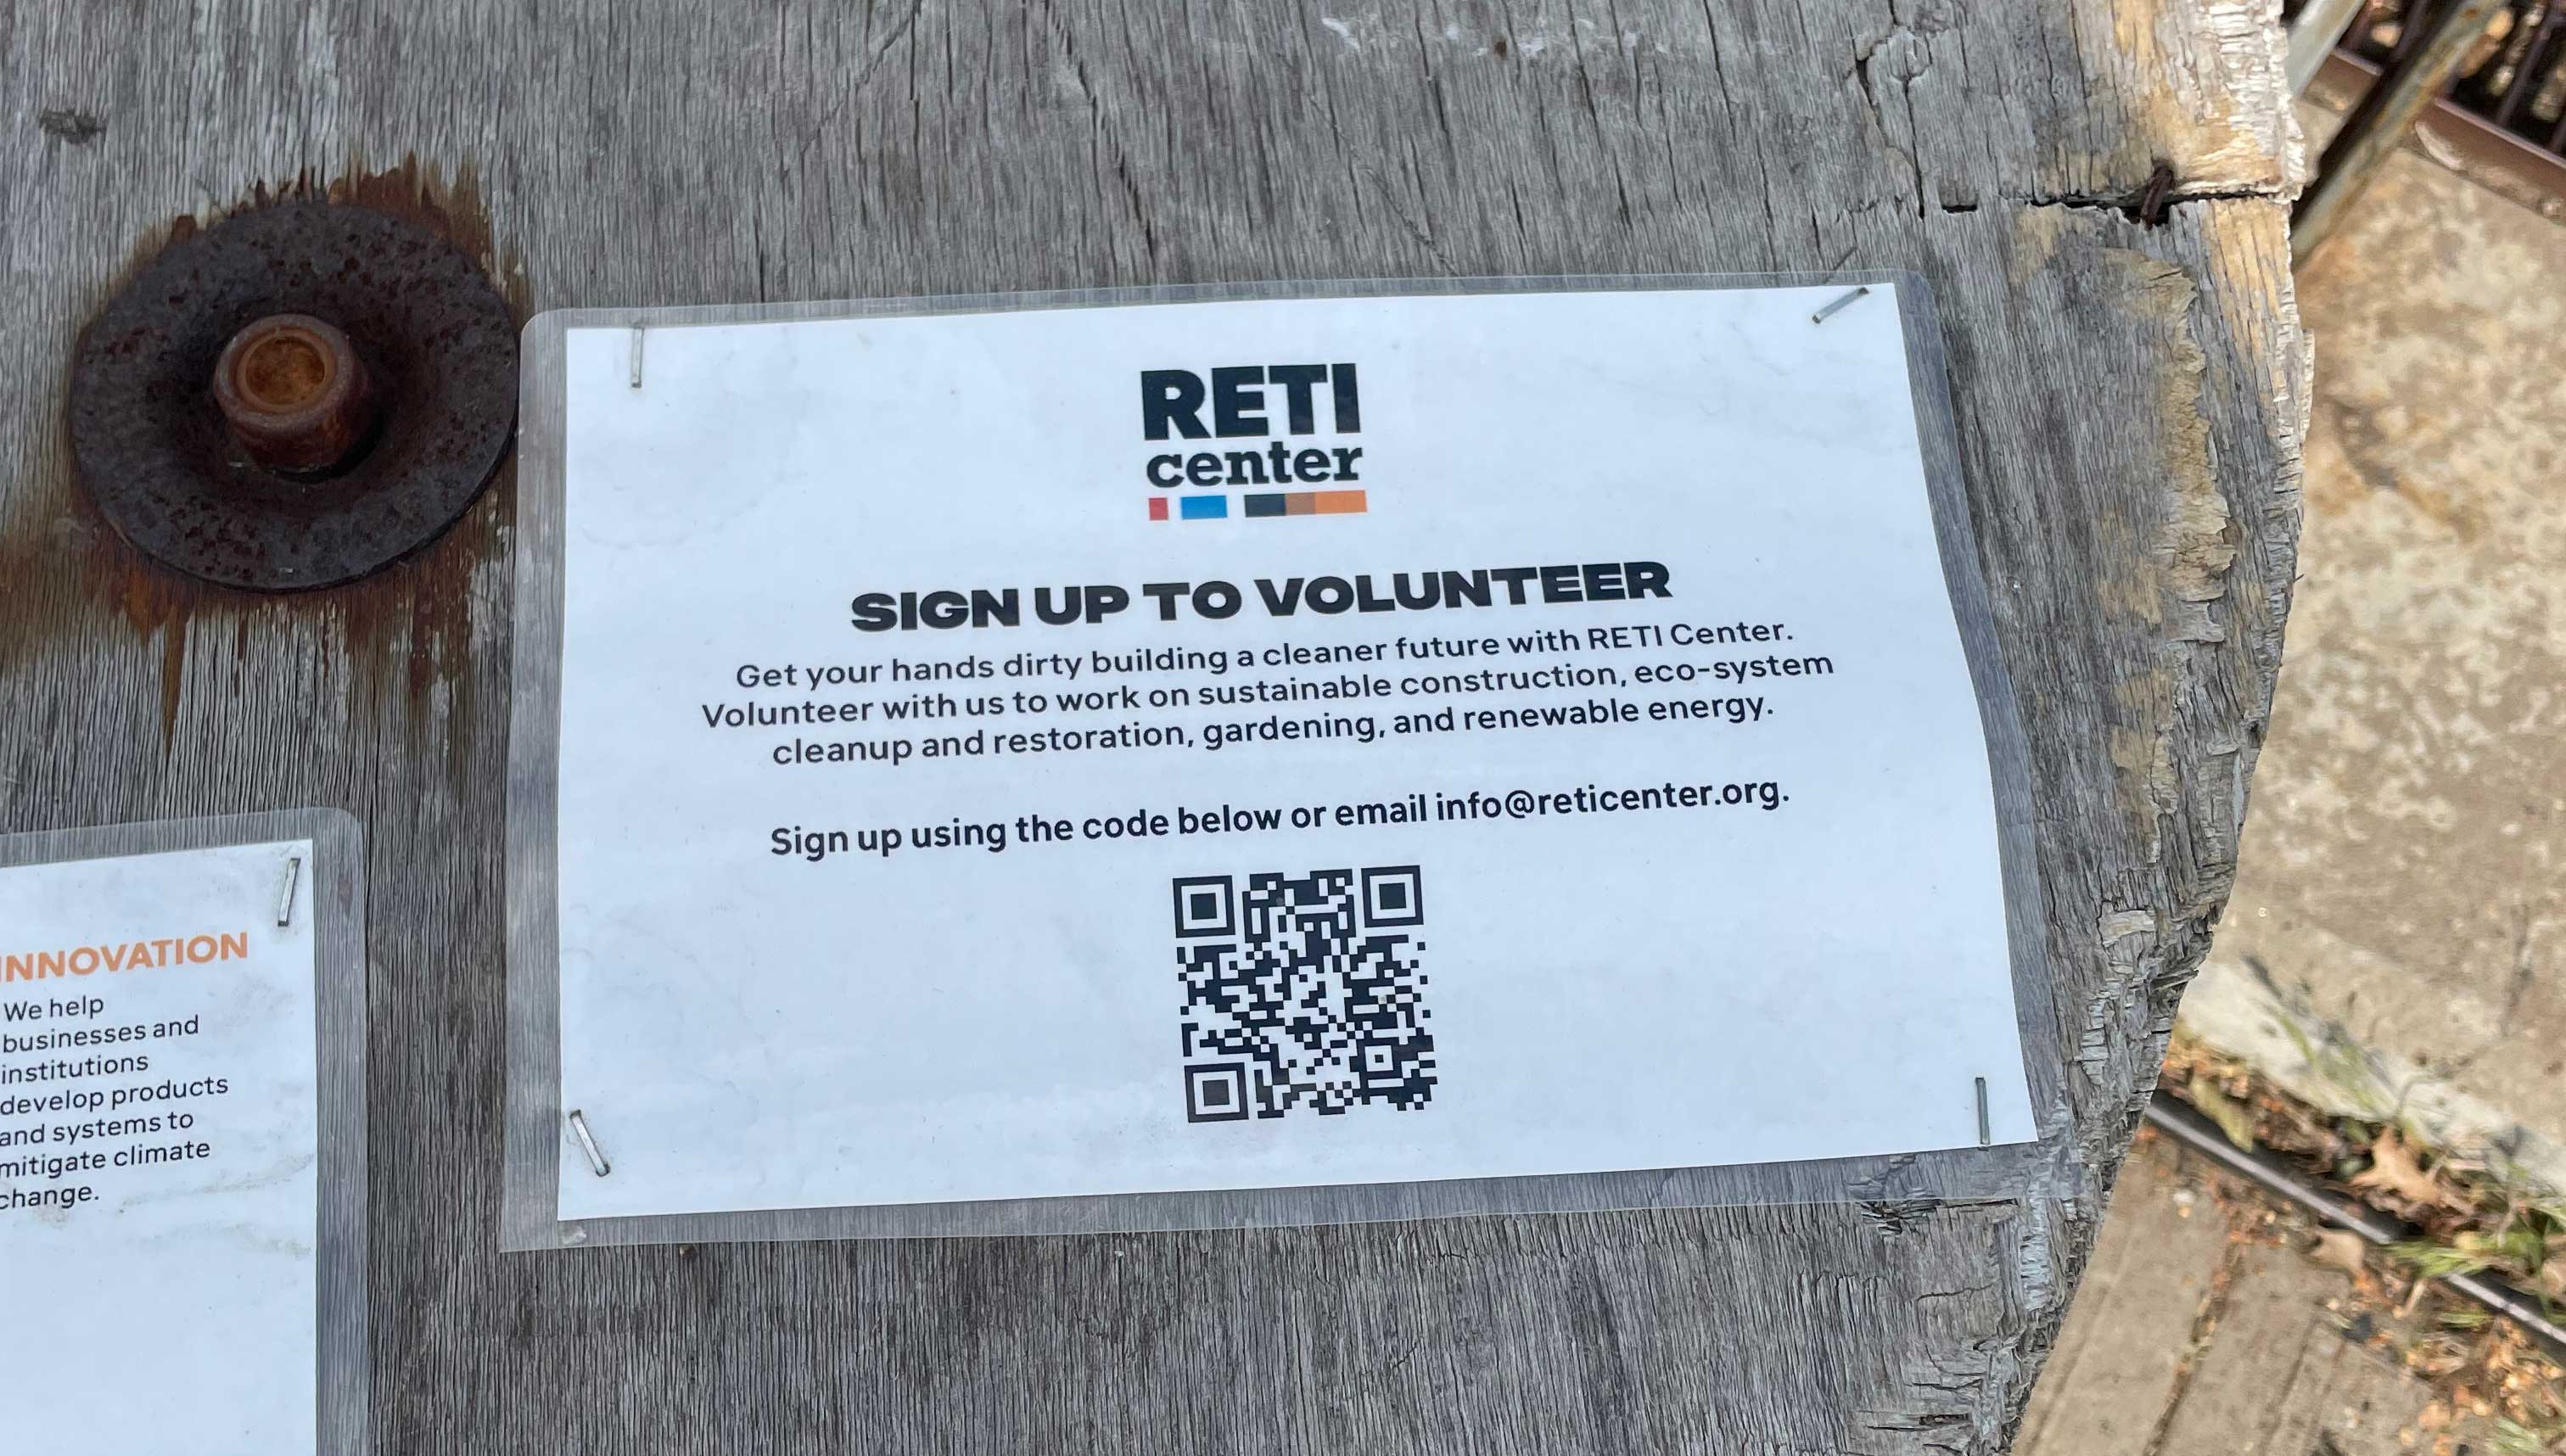 RETI
center
SIGN UP TO VOLUNTEER
Get your hands dirty building a cleaner future with RETI Center.
Volunteer with us to work on sustainable construction, eco-system
cleanup and restoration, gardening, and renewable energy.
Sign up using the code below or email info@reticenter.org.
INNOVATION
We help
businesses and
institutions
develop products
and systems to
mitigate climate
change.